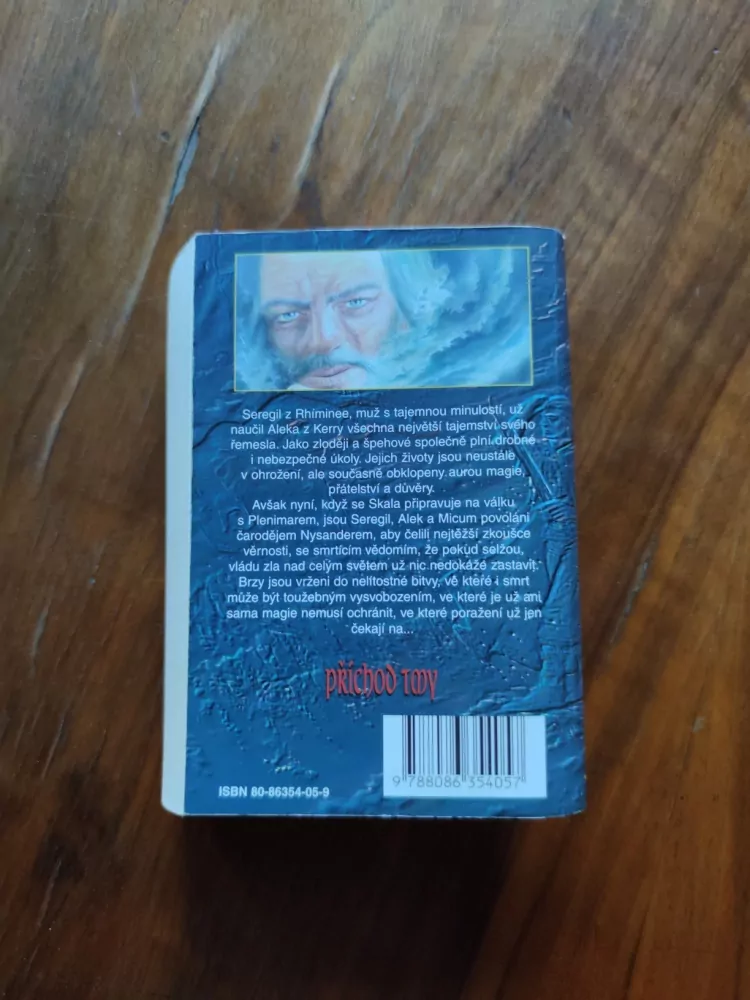 Seregil z Rhíminee, muž s tajemnou minulostí, už
naučil Aleka z Kerry všechna největší tajemství svého
řemesla. Jako zloději a špehové společně plní drobné
i nebezpečné úkoly. Jejich životy jsou neustále
v ohrožení, ale současně obklopeny aurou magie,
přátelství a důvěry.
Avšak nyní, když se Skala připravuje na válku
s Plenimarem, jsou Seregil, Alek a Micum povoláni
čarodějem Nysanderem, aby čelili nejtěžší zkoušce
věrnosti, se smrtícím vědomím, že pokud selžou,
vládu zla nad celým světem už nic nedokáže zastavit.
Brzy jsou vrženi do nelítostné bitvy, ve které i smrt
může být toužebným vysvobozením, ve které je už ani
sama magie nemusí ochránit, ve které poražení už jen
čekají na...
příchod tmy
ISBN 80-86354-05-9
9 788086 354057